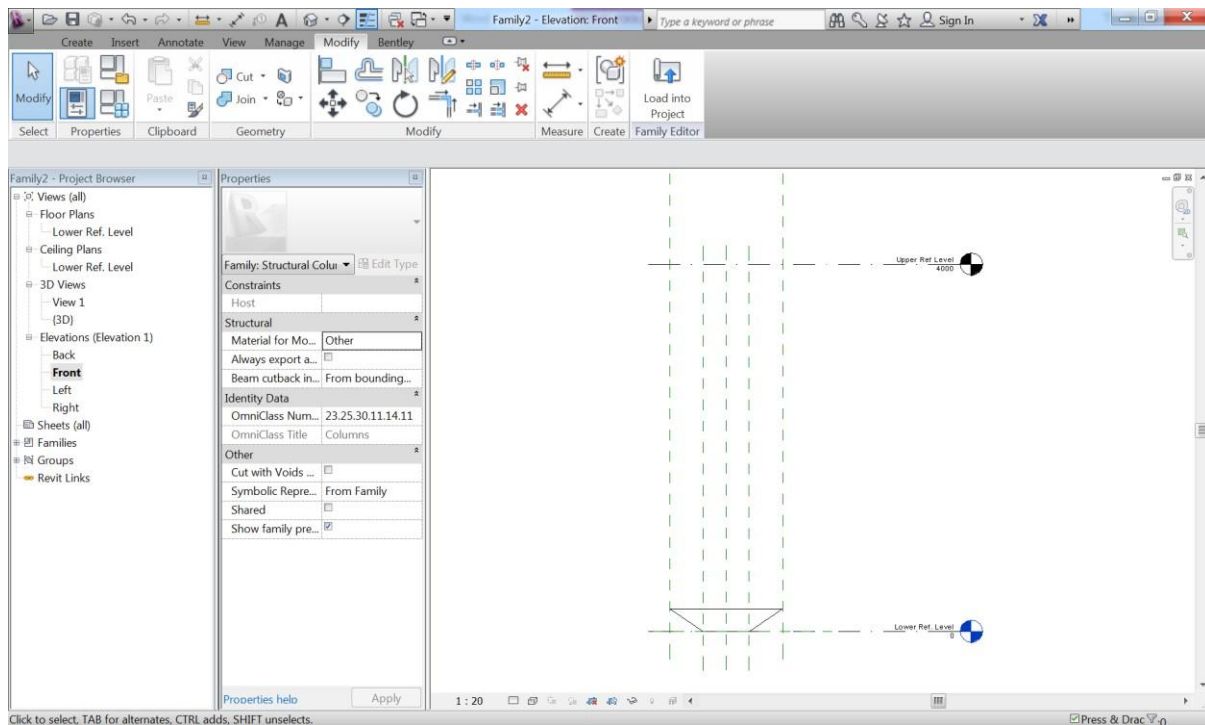 Family2 - Elevation: Front
Type a keyword or phrase
Sign In
Create Insert Annotate View Manage Modify Bentley
Modify
Paste
Cut
Join
Load into
Project
Select Properties Clipboard Geometry Modify Measure Create Family Editor
Family2 - Project Browser
Views (all)
Floor Plans
Lower Ref. Level
Ceiling Plans
Lower Ref. Level
3D Views
View 1
{3D}
Elevations (Elevation 1)
Back
Front
Left
Right
Sheets (all)
Families
Groups
Revit Links
Properties
Family: Structural Colu
Edit Type
Constraints
Host
Structural
Material for Mo... Other
Always export a...
Beam cutback in... From bounding...
Identity Data
OmniClass Num... 23.25.30.11.14.11
OmniClass Title Columns
Other
Cut with Voids ...
Symbolic Repre... From Family
Shared
Show family pre...
Properties help
Apply
Upper Ref Level
4000
Lower Ref. Level
0
1 : 20
Click to select, TAB for alternates, CTRL adds, SHIFT unselects.
Press & Drag
:0